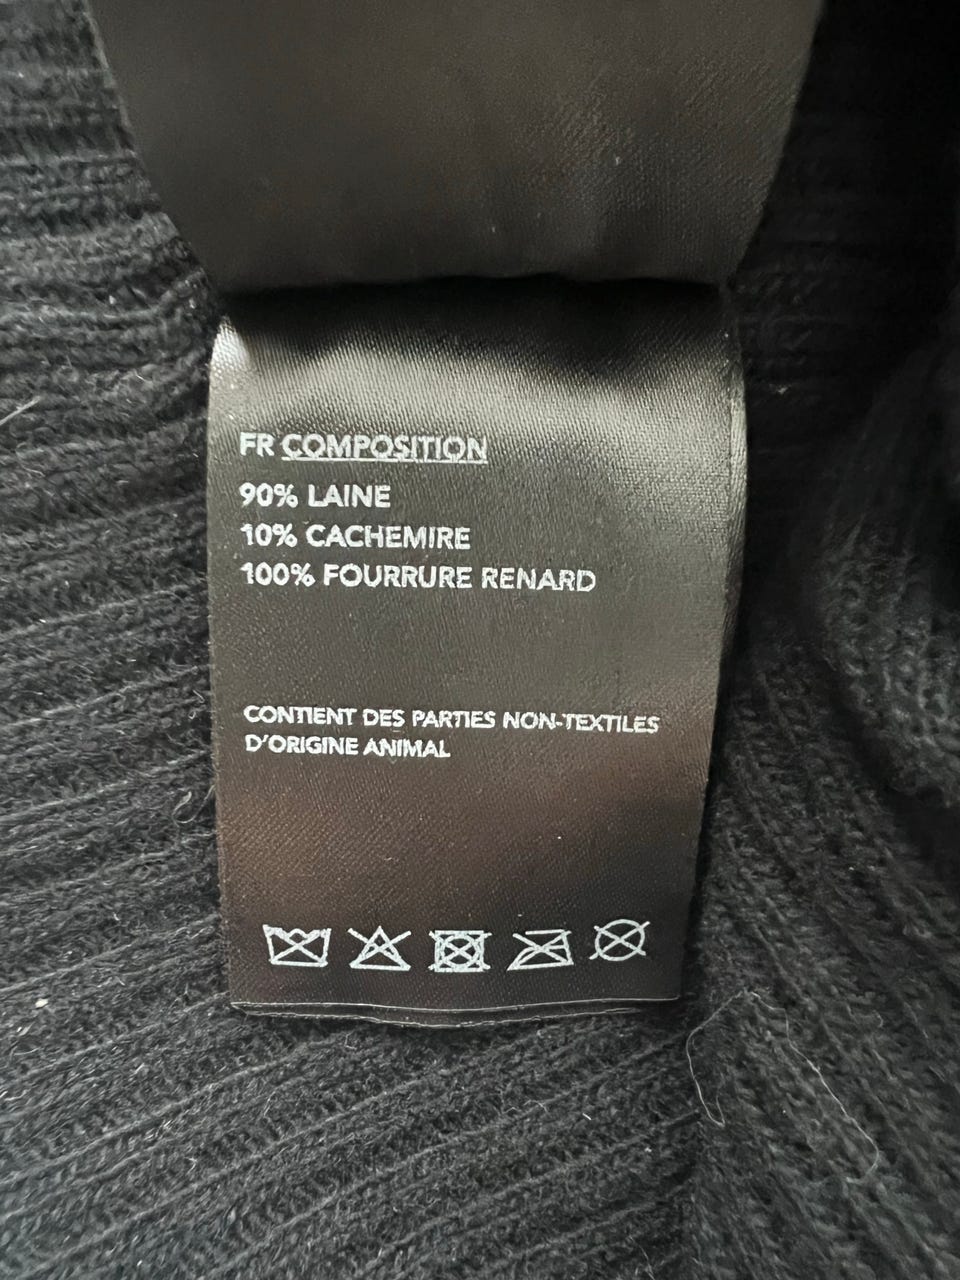 FR COMPOSITION
90% LAINE
10% CACHEMIRE
100% FOURRURE RENARD
CONTIENT DES PARTIES NON-TEXTILES
D'ORIGINE ANIMAL